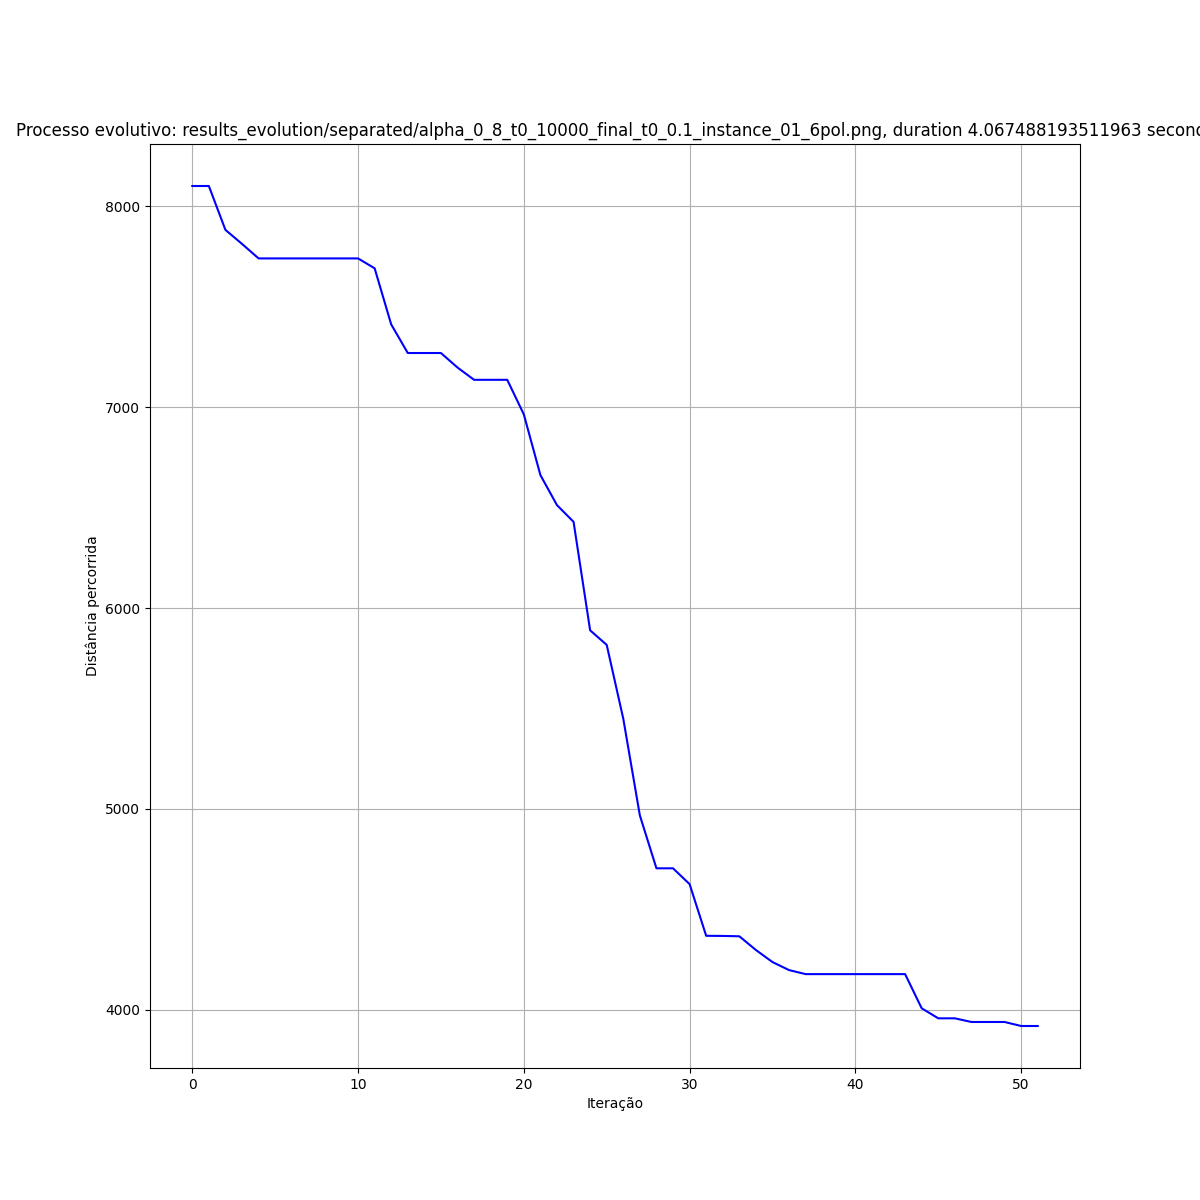 Processo evolutivo: results_evolution/separated/alpha_0_8_t0_10000_final_t0_0.1_instance_01_6pol.png, duration 4.067488193511963 secon
8000
7000
6000
5000
4000
Distância percorrida
0 10 20 30 40 50
Iteração